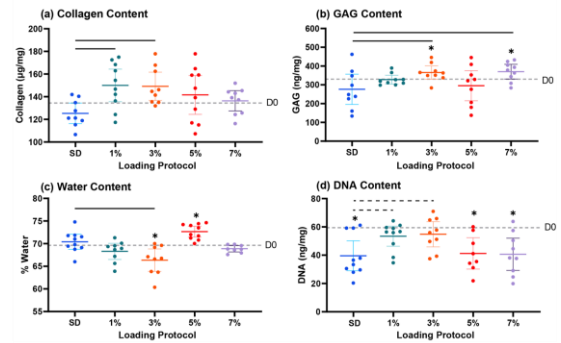 (a) Collagen Content
180
160
140
120
100
Collagen (µg/mg)
D0
SD 1% 3% 5% 7%
Loading Protocol
(b) GAG Content
600
500
400
300
200
100
0
GAG (ng/mg)
* *
D0
SD 1% 3% 5% 7%
Loading Protocol
(c) Water Content
80
75
70
65
60
55
% Water
* *
D0
SD 1% 3% 5% 7%
Loading Protocol
(d) DNA Content
80
60
40
20
0
DNA (ng/mg)
* * *
D0
SD 1% 3% 5% 7%
Loading Protocol